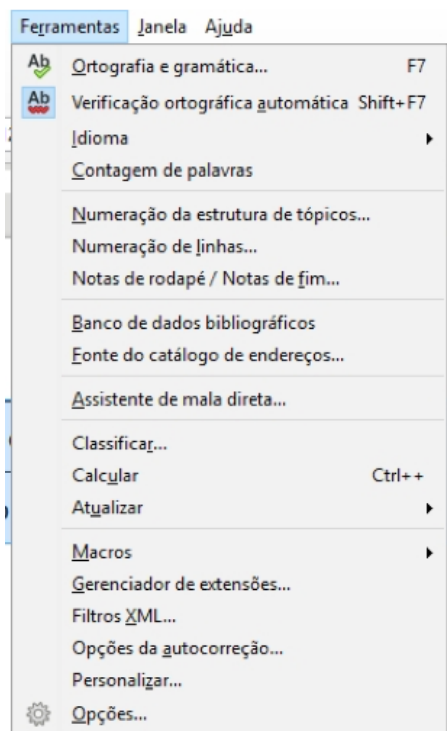 Ferramentas Janela Ajuda
Ab Ortografia e gramática... F7
Ab Verificação ortográfica automática Shift+F7
Idioma
Contagem de palavras
Numeração da estrutura de tópicos...
Numeração de linhas...
Notas de rodapé / Notas de fim...
Banco de dados bibliográficos
Fonte do catálogo de endereços...
Assistente de mala direta...
Classificar...
Calcular Ctrl++
Atualizar
Macros
Gerenciador de extensões...
Filtros XML...
Opções da autocorreção...
Personalizar...
Opções...